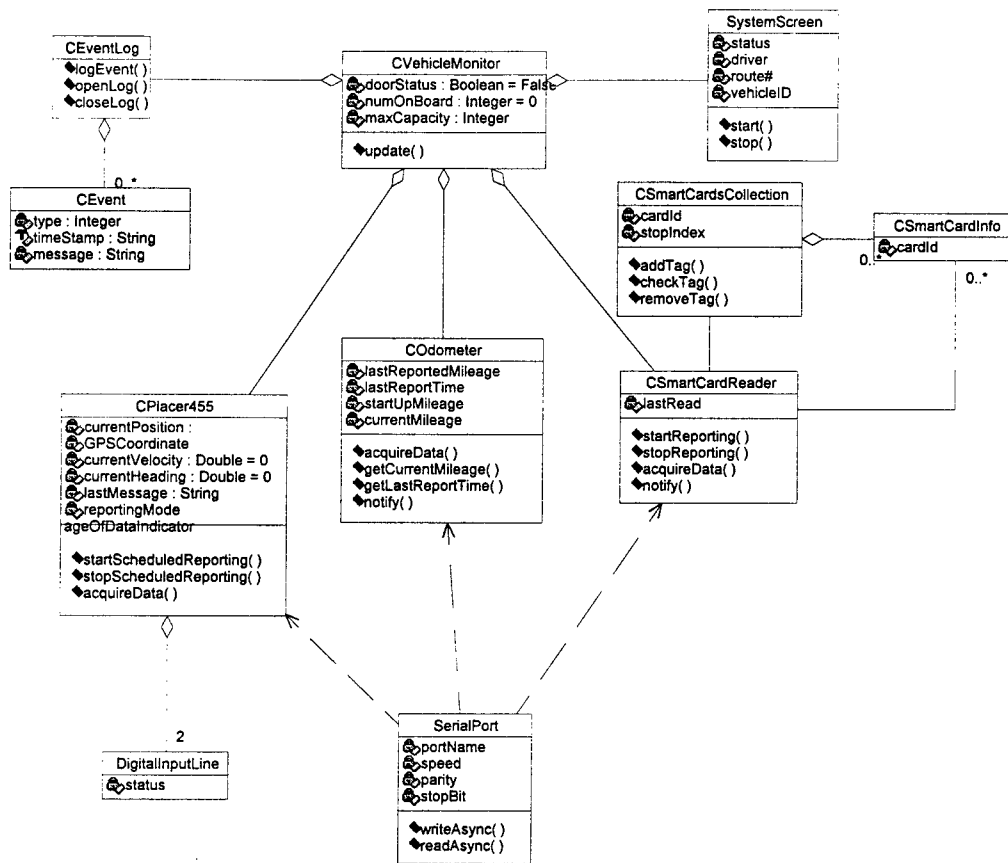 CEventLog
logEvent( )
openLog( )
closeLog( )
CVehicleMonitor
doorStatus : Boolean = False
numOnBoard : Integer = 0
maxCapacity : Integer
update( )
SystemScreen
status
driver
route#
vehicleID
start( )
stop( )
0..*
CEvent
type : Integer
timeStamp : String
message : String
CSmartCardsCollection
cardId
stopIndex
addTag( )
checkTag( )
removeTag( )
CSmartCardInfo
cardId
0..*
0..*
COdometer
lastReportedMileage
lastReportTime
startUpMileage
currentMileage
acquireData( )
getCurrentMileage( )
getLastReportTime( )
notify( )
CSmartCardReader
lastRead
startReporting( )
stopReporting( )
acquireData( )
notify( )
CPlacer455
currentPosition :
GPSCoordinate
currentVelocity : Double = 0
currentHeading : Double = 0
lastMessage : String
reportingMode
ageOfDataIndicator
startScheduledReporting( )
stopScheduledReporting( )
acquireData( )
2
DigitalInputLine
status
SerialPort
portName
speed
parity
stopBit
writeAsync( )
readAsync( )